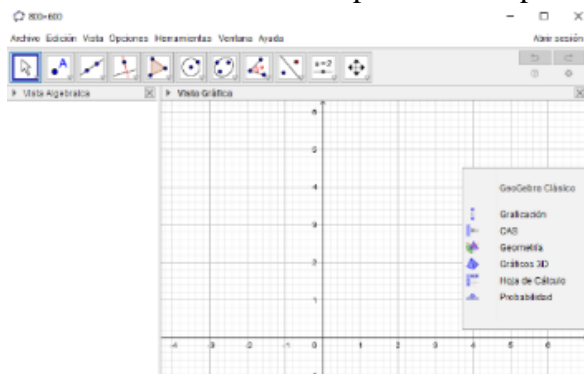 800×600
Archivo Edición Vista Opciones Herramientas Ventana Ayuda
Abrir sesión
A
a=2
Vista Algebraica
Vista Gráfica
6
5
4
3
2
1
-4 -3 -2 -1 0 1 2 3 4 5 6
GeoGebra Clásico
Graficación
CAS
Geometría
Gráficos 3D
Hoja de Cálculo
Probabilidad